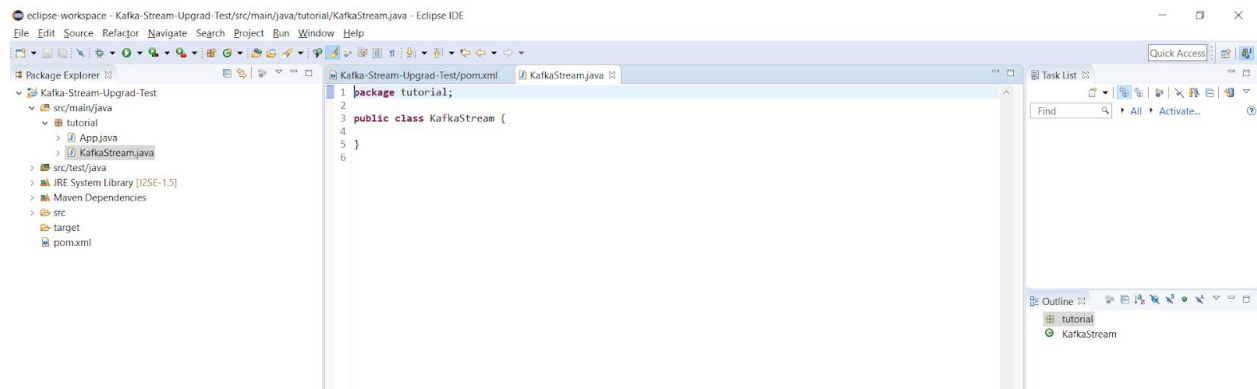 eclipse-workspace - Kafka-Stream-Upgrad-Test/src/main/java/tutorial/KafkaStream.java - Eclipse IDE
File Edit Source Refactor Navigate Search Project Run Window Help
Quick Access
Package Explorer
Kafka-Stream-Upgrad-Test
src/main/java
tutorial
App.java
KafkaStream.java
src/test/java
JRE System Library [J2SE-1.5]
Maven Dependencies
src
target
pom.xml
Kafka-Stream-Upgrad-Test/pom.xml KafkaStream.java
1 package tutorial;
2
3 public class KafkaStream {
4
5 }
6
Task List
Find All Activate...
Outline
tutorial
KafkaStream